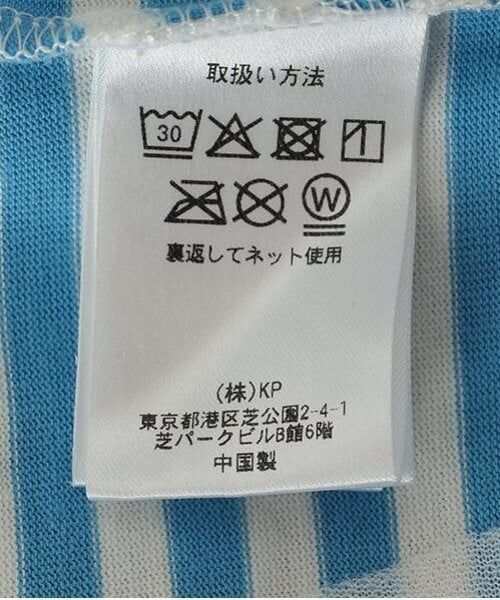 取扱い方法
30
W
裏返してネット使用
(株)KP
東京都港区芝公園2-4-1
芝パークビルB館6階
中国製